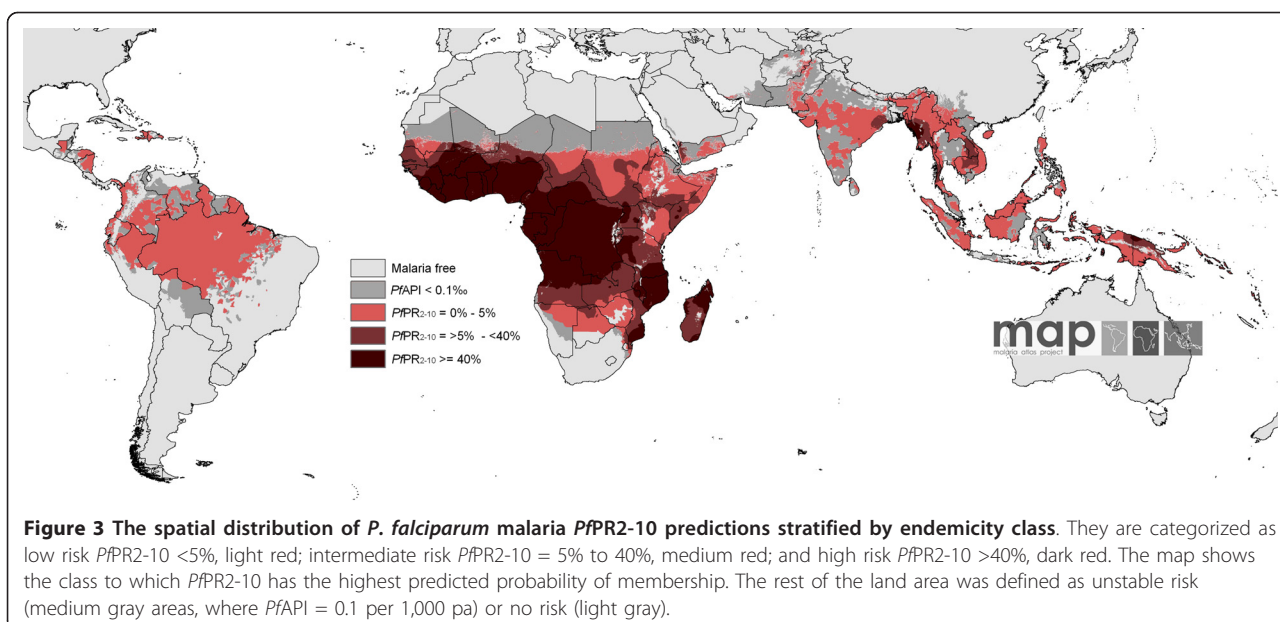 Malaria free
PfAPI < 0.1‰
PfPR2-10 = 0% - 5%
PfPR2-10 = >5% - <40%
PfPR2-10 >= 40%
map
malaria atlas project
Figure 3 The spatial distribution of P. falciparum malaria PfPR2-10 predictions stratified by endemicity class. They are categorized as
low risk PfPR2-10 <5%, light red; intermediate risk PfPR2-10 = 5% to 40%, medium red; and high risk PfPR2-10 >40%, dark red. The map shows
the class to which PfPR2-10 has the highest predicted probability of membership. The rest of the land area was defined as unstable risk
(medium gray areas, where PfAPI = 0.1 per 1,000 pa) or no risk (light gray).